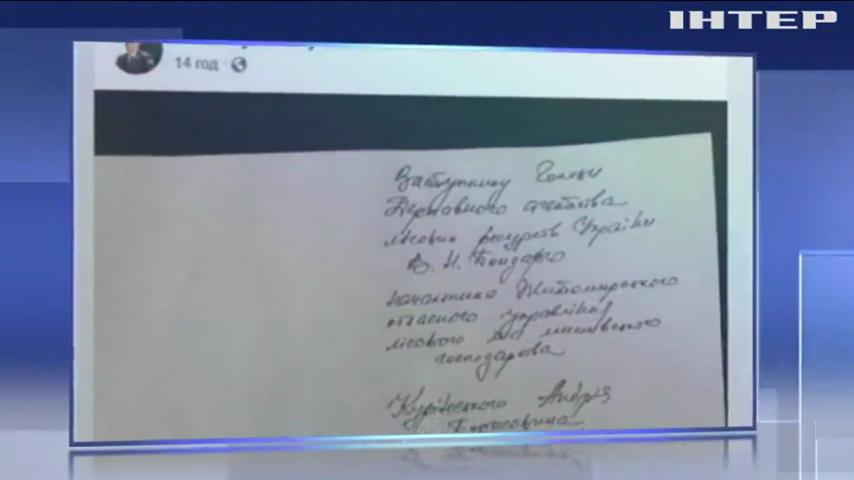 ІНТЕР
14 год
Заступнику Голови
Державного агентства
лісових ресурсів України
В. Н. Бондарю
начальника Житомирського
обласного управління
лісового та мисливського
господарства
Андрія
Борисовича